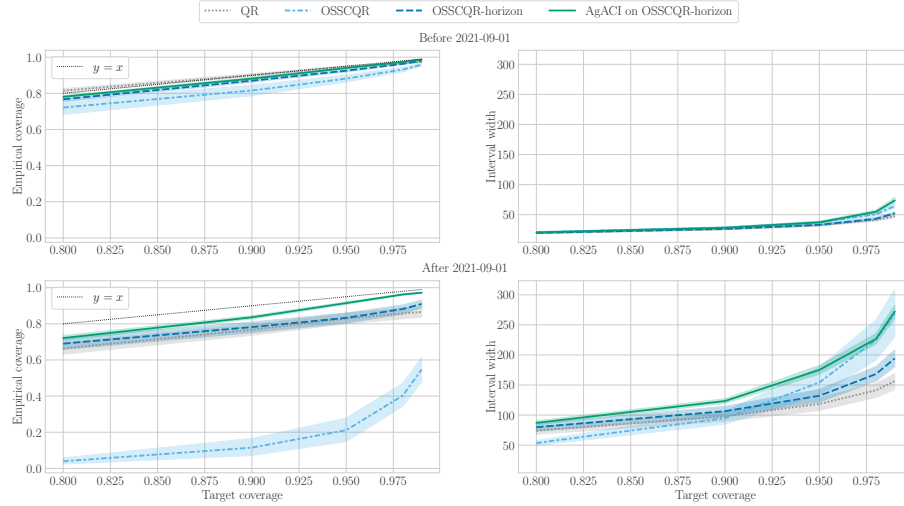 QR OSSCQR OSSCQR-horizon AgACI on OSSCQR-horizon
Before 2021-09-01
Empirical coverage
1.0
0.8
0.6
0.4
0.2
0.0
y = x
0.800 0.825 0.850 0.875 0.900 0.925 0.950 0.975
Interval width
300
250
200
150
100
50
0.800 0.825 0.850 0.875 0.900 0.925 0.950 0.975
After 2021-09-01
Empirical coverage
1.0
0.8
0.6
0.4
0.2
0.0
y = x
0.800 0.825 0.850 0.875 0.900 0.925 0.950 0.975
Target coverage
Interval width
300
250
200
150
100
50
0.800 0.825 0.850 0.875 0.900 0.925 0.950 0.975
Target coverage